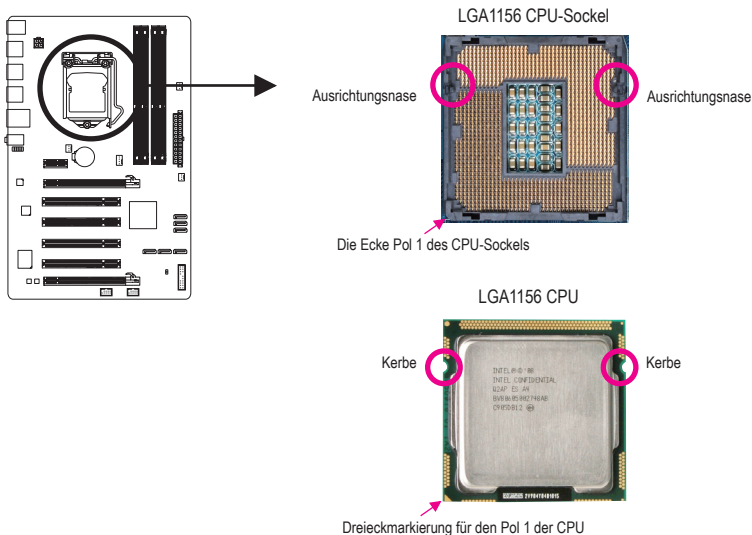 LGA1156 CPU-Sockel
Ausrichtungsnase
Ausrichtungsnase
Die Ecke Pol 1 des CPU-Sockels
LGA1156 CPU
Kerbe
Kerbe
INTEL CONFIDENTIAL
Dreieckmarkierung für den Pol 1 der CPU